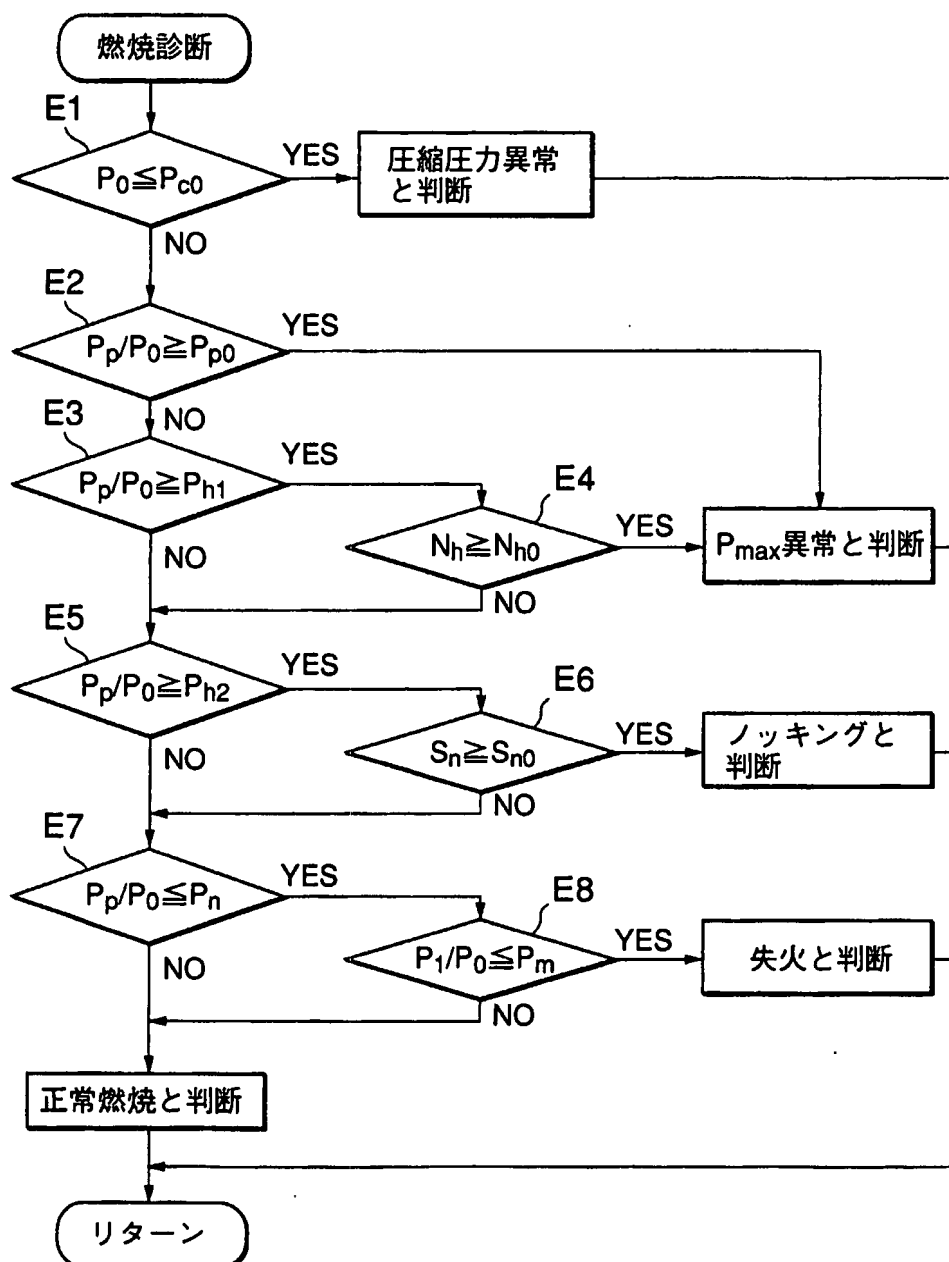 燃焼診断
E1
P0≦Pc0
YES
圧縮圧力異常
と判断
NO
E2
Pp/P0≧Pp0
YES
NO
E3
Pp/P0≧Ph1
YES
E4
Nh≧Nh0
YES
Pmax異常と判断
NO
NO
E5
Pp/P0≧Ph2
YES
E6
Sn≧Sn0
YES
ノッキングと
判断
NO
NO
E7
Pp/P0≦Pn
YES
E8
P1/P0≦Pm
YES
失火と判断
NO
NO
正常燃焼と判断
リターン